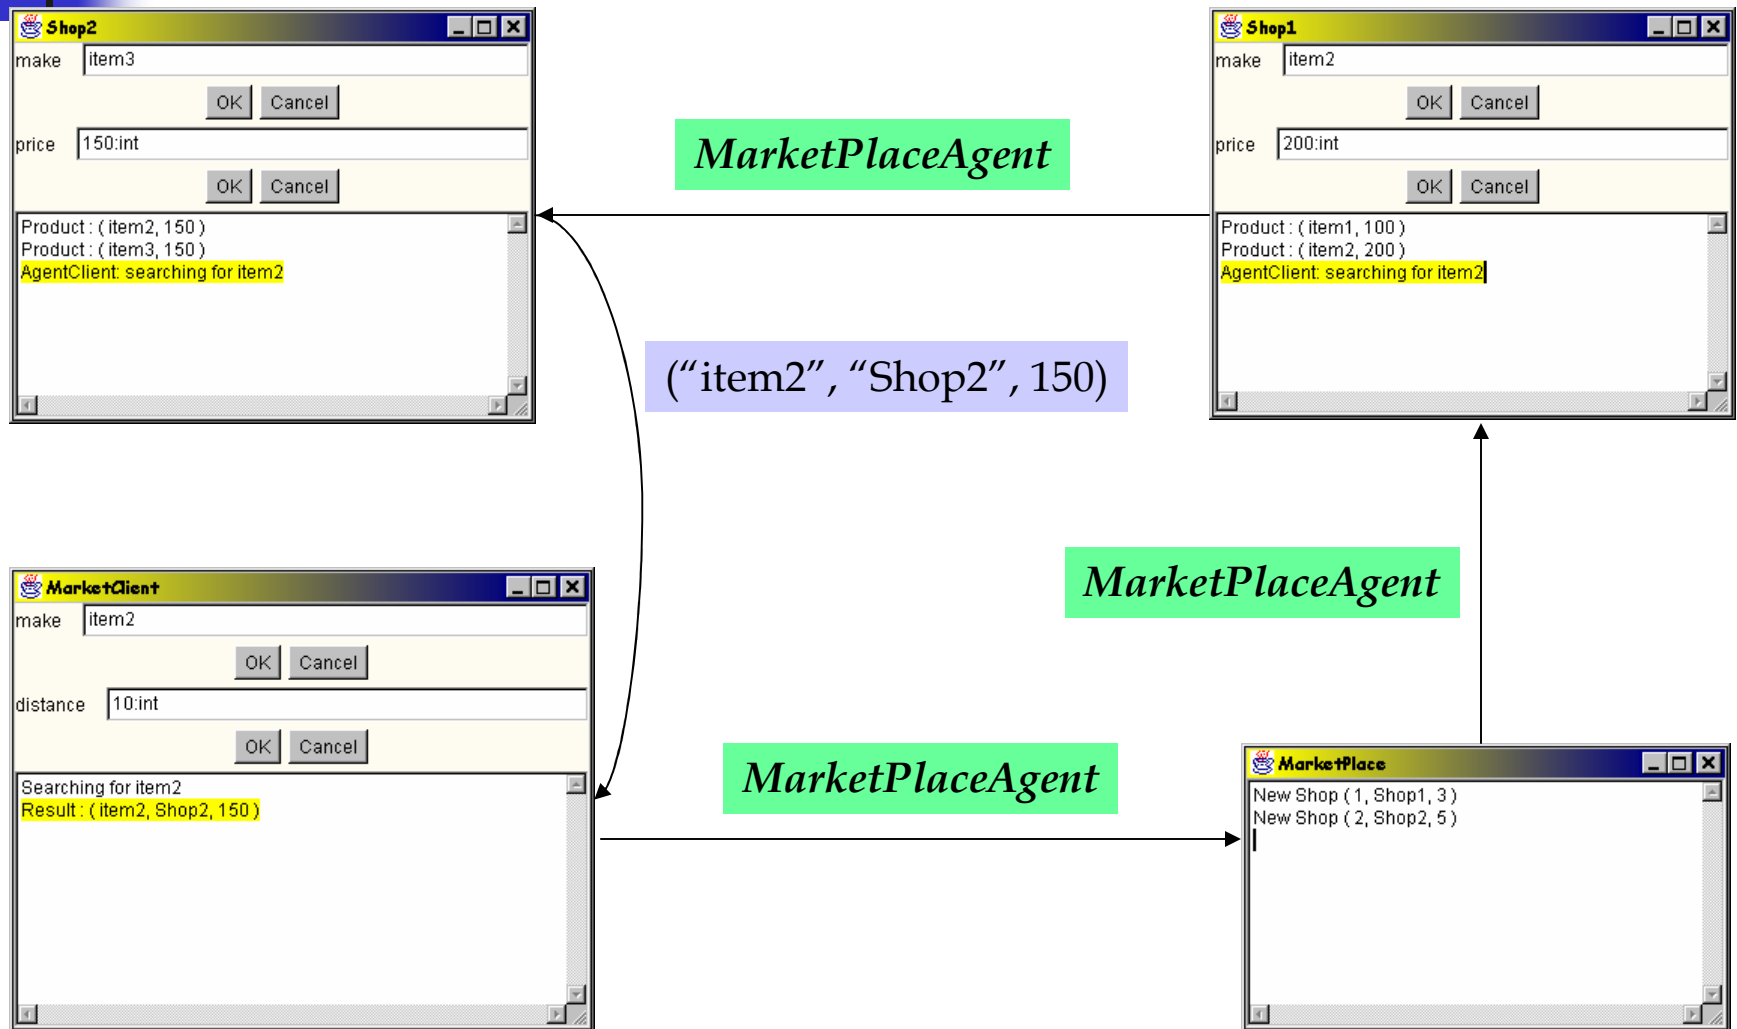 Shop2
make item3
OK Cancel
price 150:int
OK Cancel
Product : ( item2, 150 )
Product : ( item3, 150 )
AgentClient: searching for item2
MarketPlaceAgent
Shop1
make item2
OK Cancel
price 200:int
OK Cancel
Product : ( item1, 100 )
Product : ( item2, 200 )
AgentClient: searching for item2
(“item2”, “Shop2”, 150)
MarketClient
make item2
OK Cancel
distance 10:int
OK Cancel
Searching for item2
Result : ( item2, Shop2, 150 )
MarketPlaceAgent
MarketPlaceAgent
MarketPlace
New Shop ( 1, Shop1, 3 )
New Shop ( 2, Shop2, 5 )